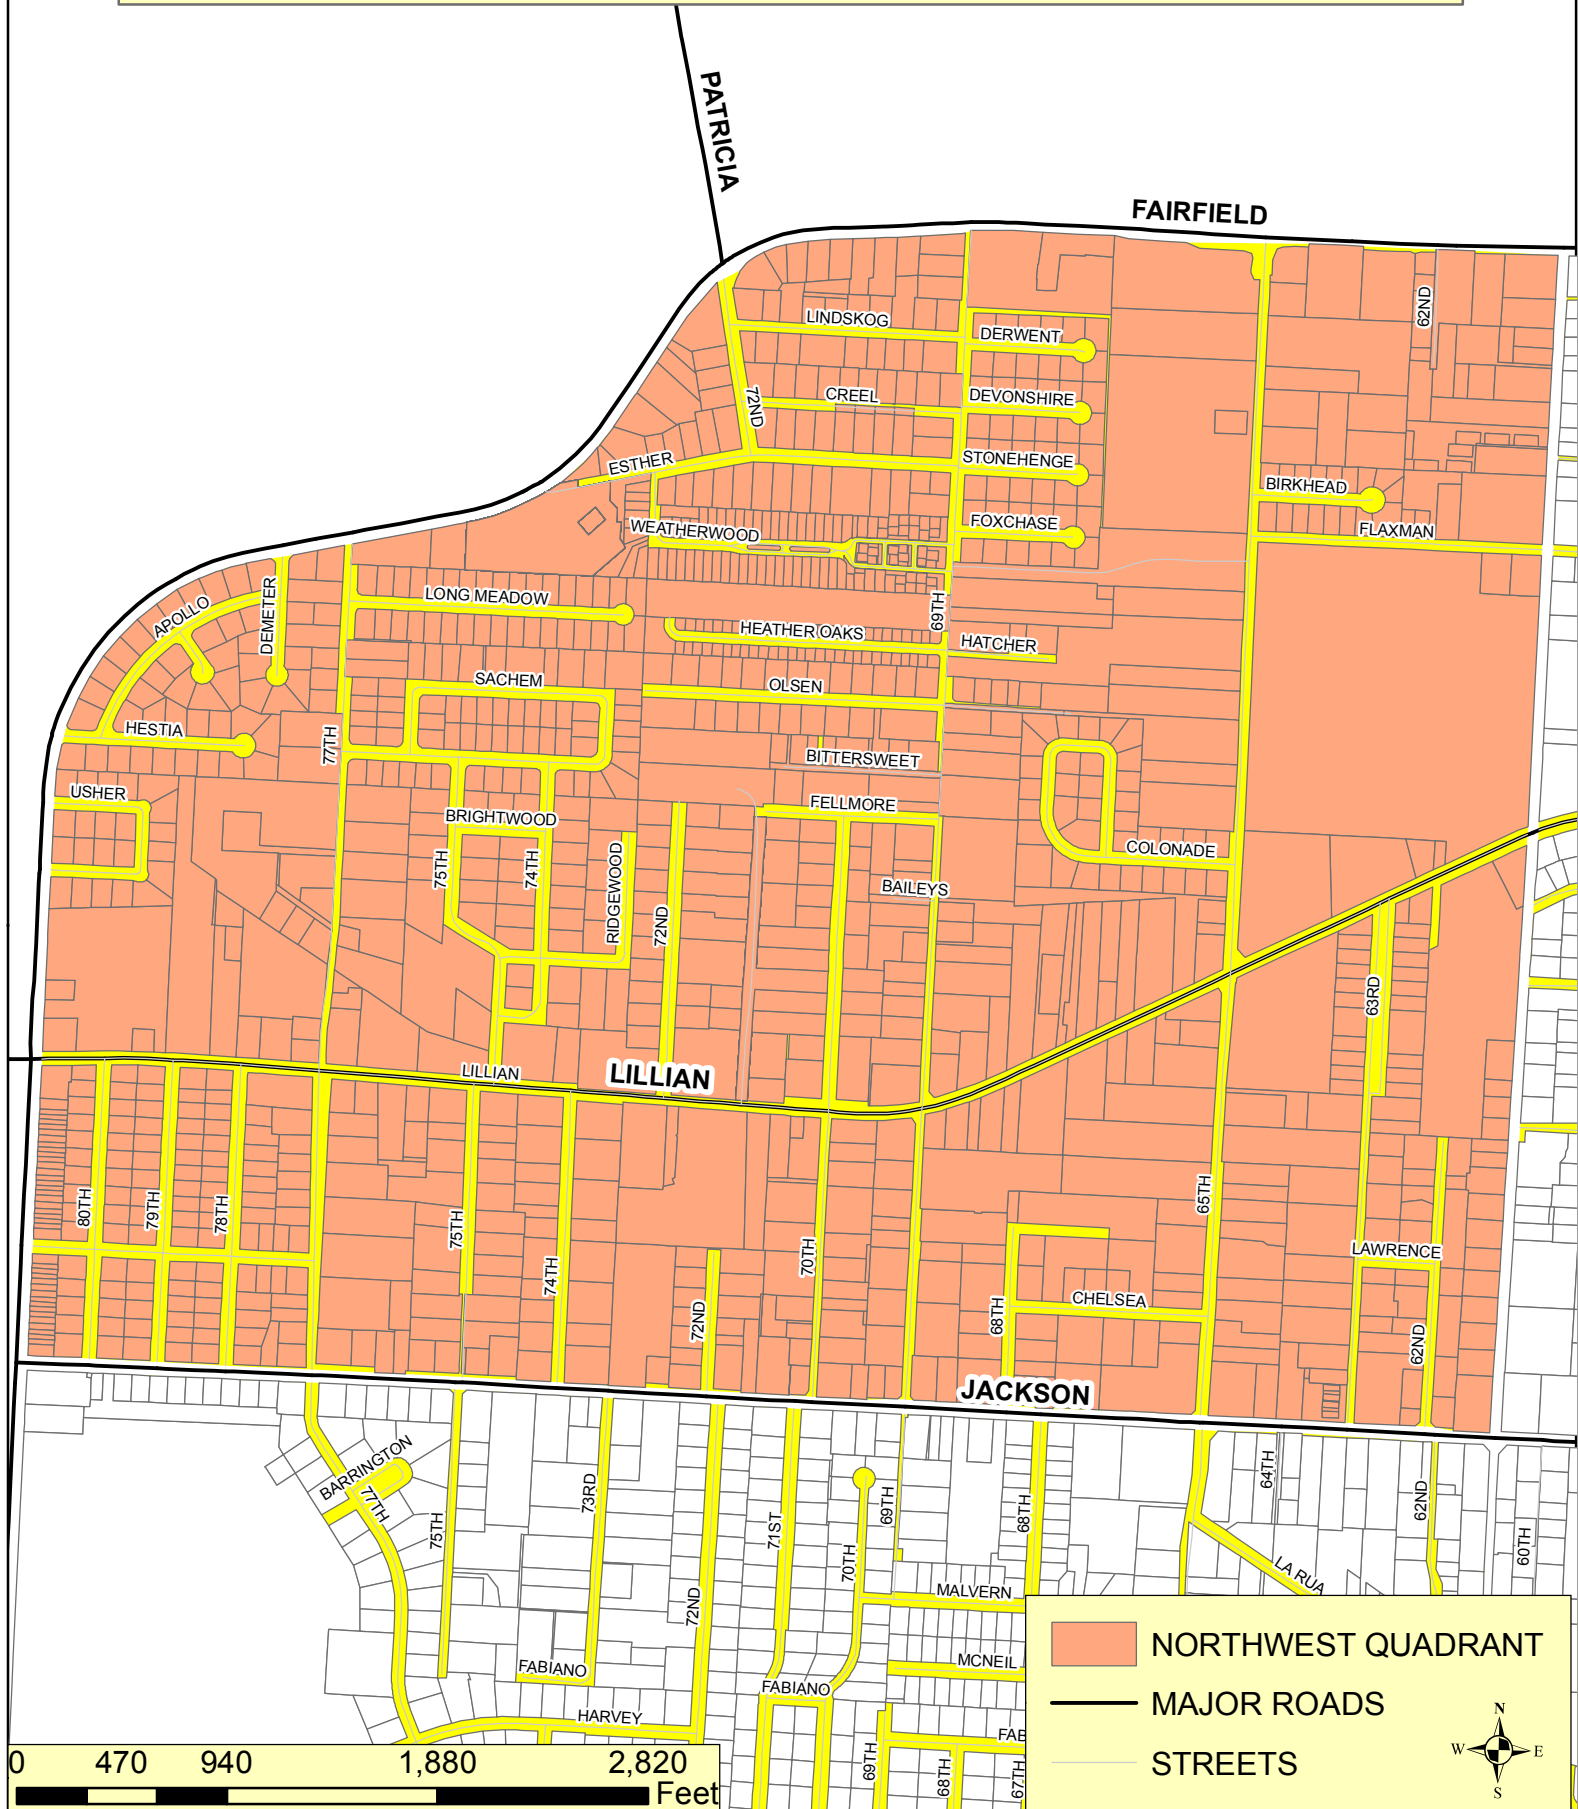 PATRICIA
FAIRFIELD
62ND
LINDSKOG
DERWENT
CREEL
DEVONSHIRE
72ND
ESTHER
STONEHENGE
BIRKHEAD
WEATHERWOOD
FOXCHASE
FLAXMAN
APOLLO
DEMETER
LONG MEADOW
69TH
HEATHER OAKS
HATCHER
SACHEM
OLSEN
HESTIA
77TH
BITTERSWEET
USHER
FELLMORE
BRIGHTWOOD
COLONADE
75TH
74TH
RIDGEWOOD
BAILEYS
72ND
63RD
LILLIAN
LILLIAN
80TH
79TH
78TH
75TH
65TH
70TH
74TH
LAWRENCE
CHELSEA
68TH
72ND
62ND
JACKSON
BARRINGTON
77TH
64TH
73RD
69TH
62ND
75TH
71ST
68TH
60TH
70TH
LA RUA
MALVERN
72ND
FABIANO
MCNEIL
FABIANO
HARVEY
FAB
69TH
68TH
67TH
NORTHWEST QUADRANT
MAJOR ROADS
STREETS
N
W
E
S
0 470 940 1,880 2,820
Feet